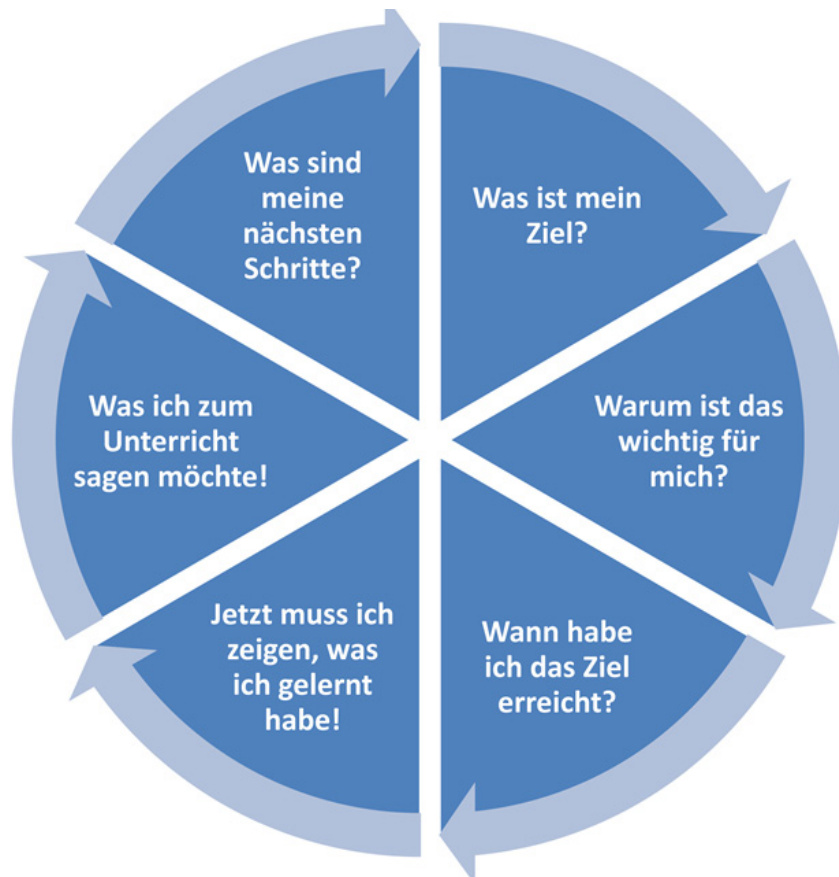 Was ist mein
Ziel?
Warum ist das
wichtig für
mich?
Wann habe
ich das Ziel
erreicht?
Jetzt muss ich
zeigen, was
ich gelernt
habe!
Was ich zum
Unterricht
sagen möchte!
Was sind
meine
nächsten
Schritte?